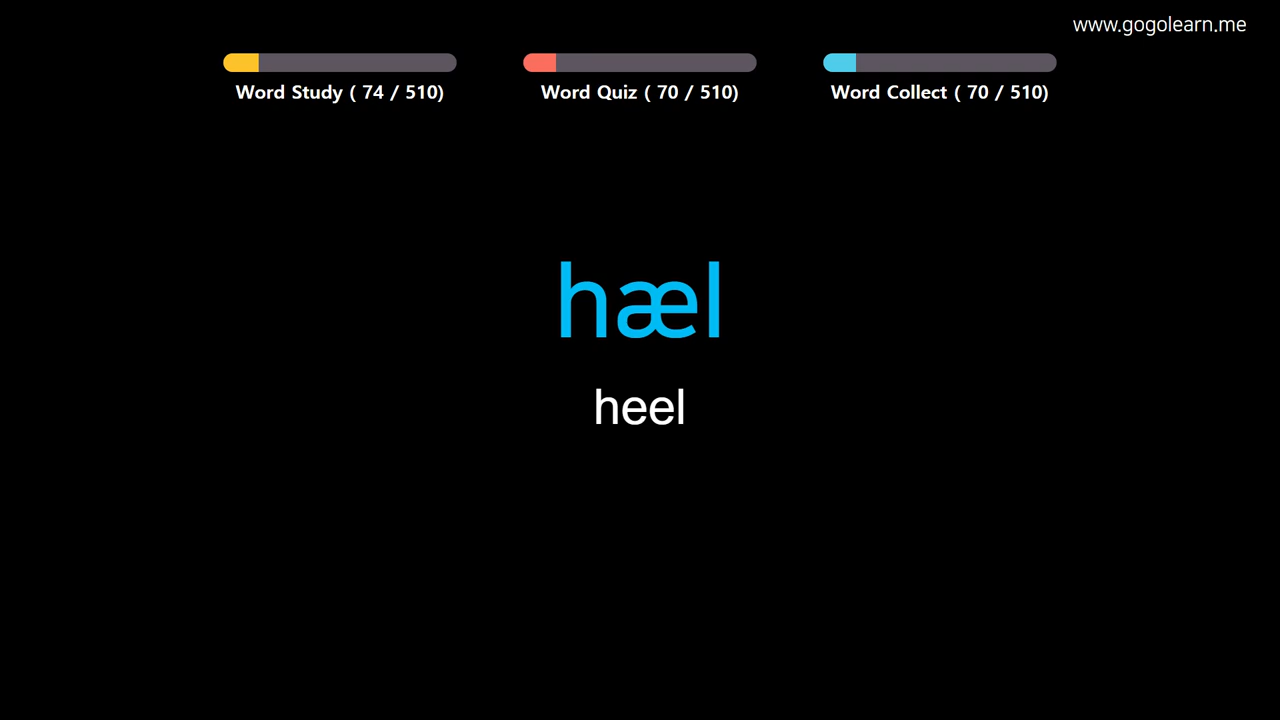 www.gogolearn.me
Word Study ( 74 / 510)
Word Quiz ( 70 / 510)
Word Collect ( 70 / 510)
hæl
heel